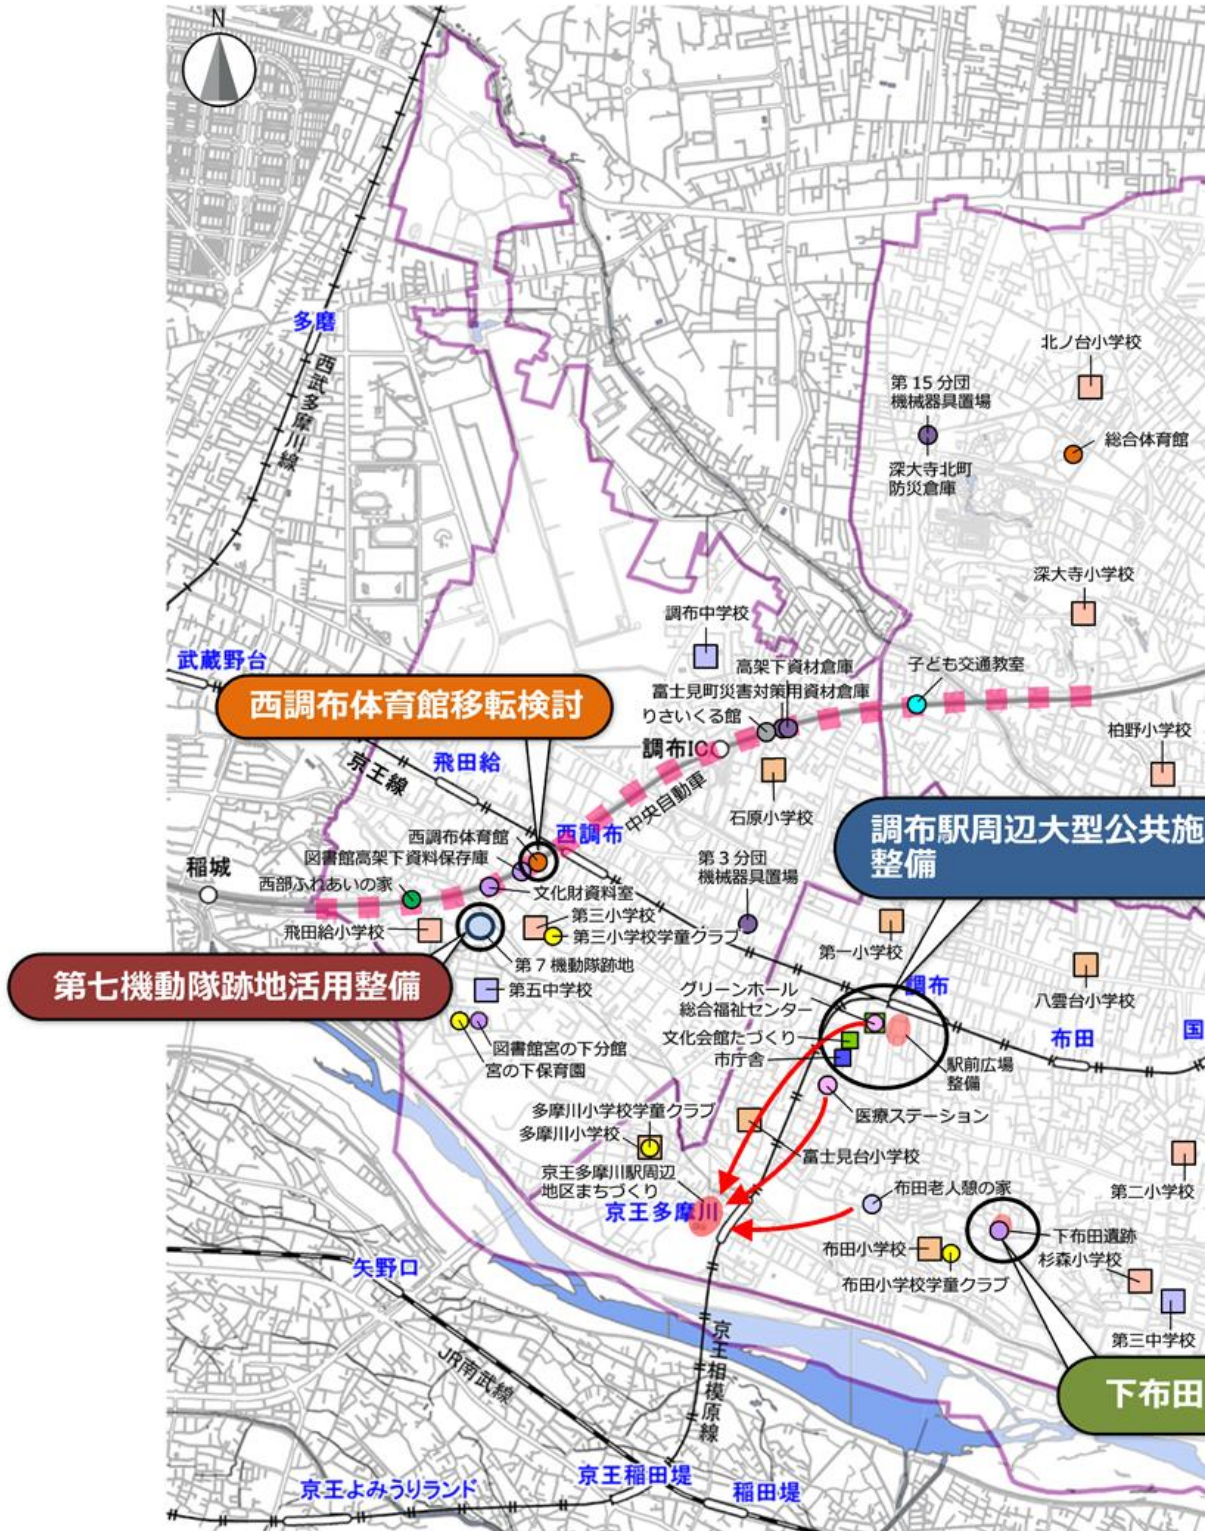 N
多磨
西武多摩川線
北ノ台小学校
第15分団
機械器具置場
総合体育館
深大寺北町
防災倉庫
深大寺小学校
調布中学校
武蔵野台
高架下資材倉庫
子ども交通教室
富士見町災害対策用資材倉庫
りさいくる館
西調布体育館移転検討
調布IC
柏野小学校
飛田給
京王線
中央自動車
石原小学校
調布駅周辺大型公共施
整備
西調布体育館
西調布
図書館高架下資料保存庫
第3分団
機械器具置場
稲城
西部ふれあいの家
文化財資料室
飛田給小学校
第三小学校
第三小学校学童クラブ
第一小学校
第7機動隊跡地
第七機動隊跡地活用整備
第五中学校
グリーンホール
総合福祉センター
調布
八雲台小学校
図書館宮の下分館
宮の下保育園
文化会館たづくり
市庁舎
駅前広場
整備
布田
国
医療ステーション
多摩川小学校学童クラブ
多摩川小学校
富士見台小学校
京王多摩川駅周辺
地区まちづくり
京王多摩川
布田老人憩の家
第二小学校
布田小学校
布田小学校学童クラブ
下布田遺跡
杉森小学校
第三中学校
矢野口
JR南武線
京王相模原線
下布田
京王よみうりランド
京王稲田堤
稲田堤